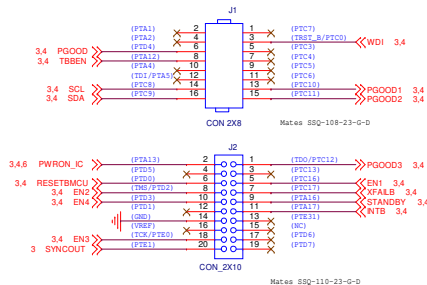 J1
(PTA1) 2 1 (PTC7)
(PTA2) 4 3 (TRST_B/PTC0) WDI 3,4
3,4 PGOOD (PTD4) 6 5 (PTC3)
3,4 TBBEN (PTA12) 8 7 (PTC4)
(PTA4) 10 9 (PTC5)
(TDI/PTA5) 12 11 (PTC6)
3,4 SCL (PTC8) 14 13 (PTC10) PGOOD1 3,4
3,4 SDA (PTC9) 16 15 (PTC11) PGOOD2 3,4
CON 2X8 Mates SSQ-108-23-G-D
J2
3,4,6 PWRON_IC (PTA13) 2 1 (TDO/PTC12) PGOOD3 3,4
(PTD5) 4 3 (PTC13)
3,4 RESETBMCU (PTD0) 6 5 (PTC16) EN1 3,4
3,4 EN2 (TMS/PTD2) 8 7 (PTC17) XFAILB 3,4
3,4 EN4 (PTD3) 10 9 (PTA16) STANDBY 3,4
(PTD1) 12 11 (PTA17) INTB 3,4
(GND) 14 13 (PTE31)
(VREF) 16 15 (NC)
3,4 EN3 (TCK/PTE0) 18 17 (PTD6)
3 SYNCOUT (PTE1) 20 19 (PTD7)
CON_2X10
Mates SSQ-110-23-G-D